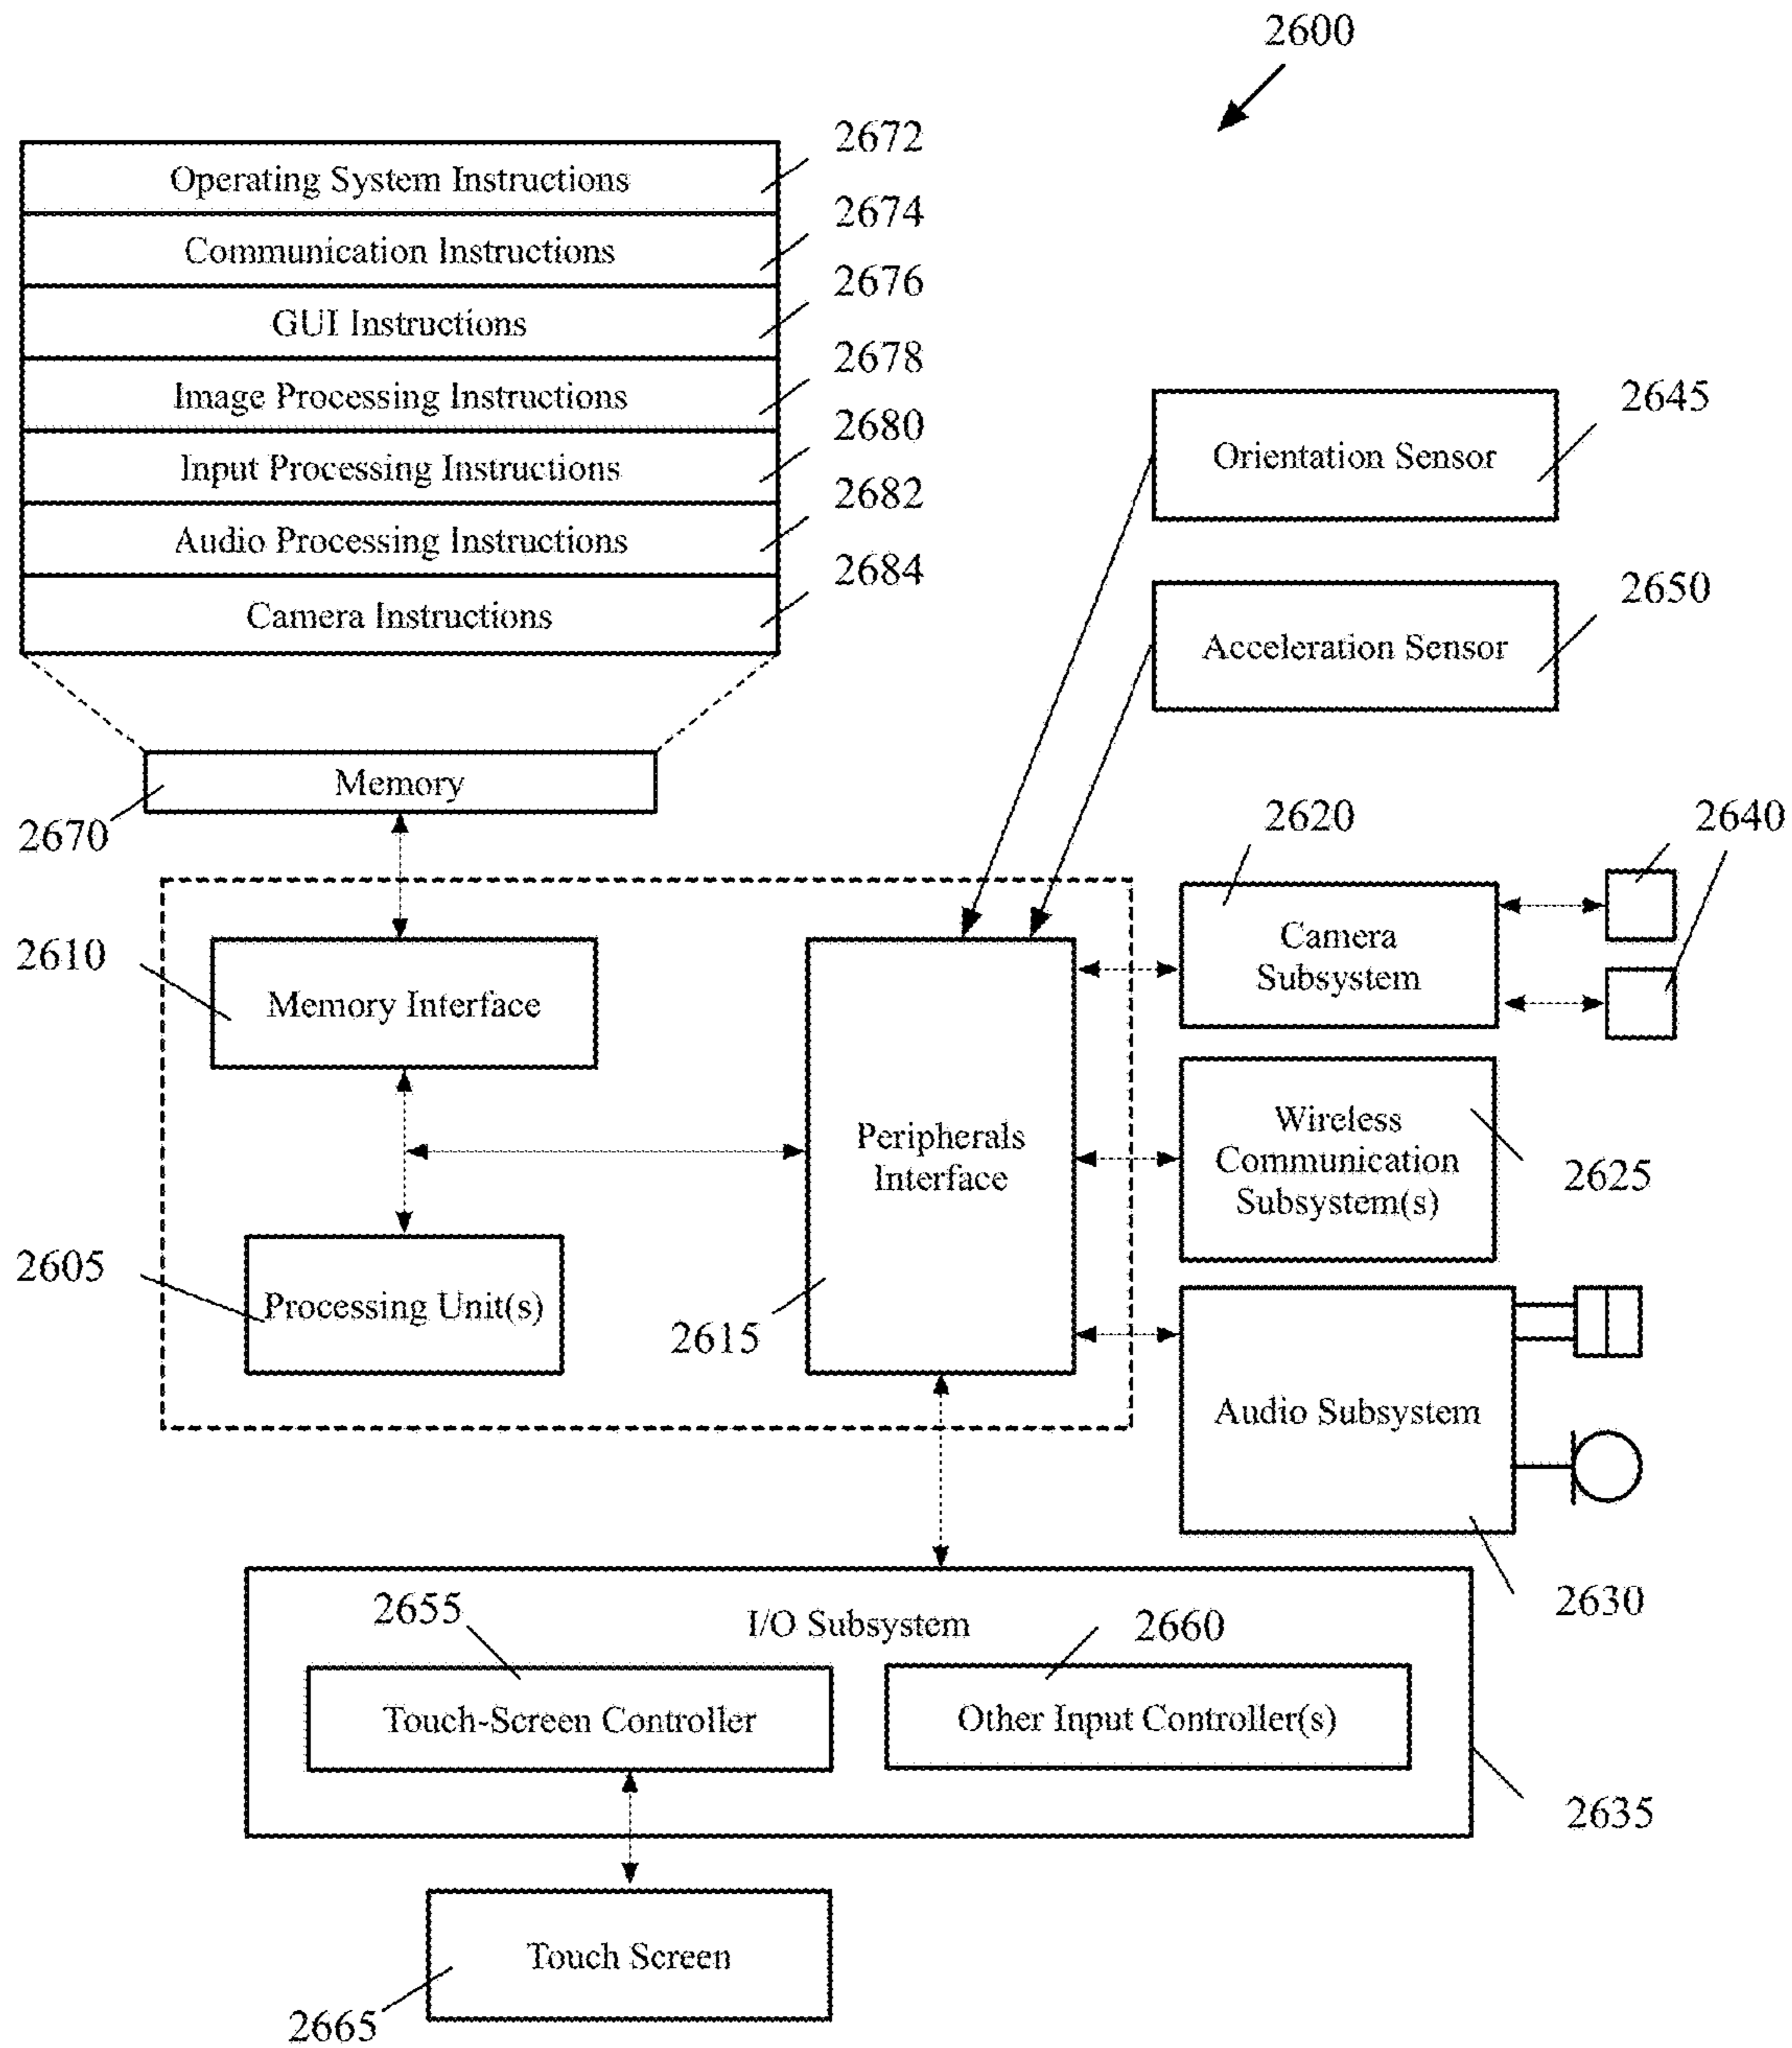 2600
2672
Operating System Instructions
2674
Communication Instructions
2676
GUI Instructions
2678
Image Processing Instructions
2680
Input Processing Instructions
2682
Audio Processing Instructions
2684
Camera Instructions
2645
Orientation Sensor
2650
Acceleration Sensor
Memory
2670
2620
2640
Camera
Subsystem
2610
Memory Interface
Peripherals
Interface
Wireless
Communication
Subsystem(s)
2625
2605
Processing Unit(s)
2615
Audio Subsystem
2630
2655
I/O Subsystem
2660
Touch-Screen Controller
Other Input Controller(s)
2635
Touch Screen
2665